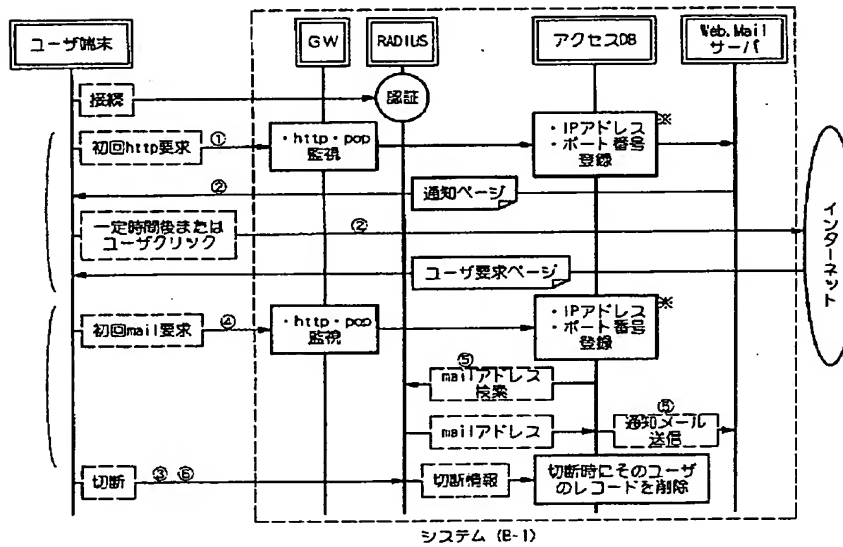 ユーザ端末
GW
RADIUS
アクセスDB
Web.Mail
サーバ
接続
認証
初回http要求
①
・http・pop
監視
・IPアドレス
・ポート番号
登録
※
②
通知ページ
一定時間後または
ユーザクリック
②
インターネット
ユーザ要求ページ
初回mail要求
④
・http・pop
監視
・IPアドレス
・ポート番号
登録
※
⑤
mailアドレス
検索
mailアドレス
⑤
通知メール
送信
切断
③ ⑥
切断情報
切断時にそのユーザ
のレコードを削除
システム (B-1)